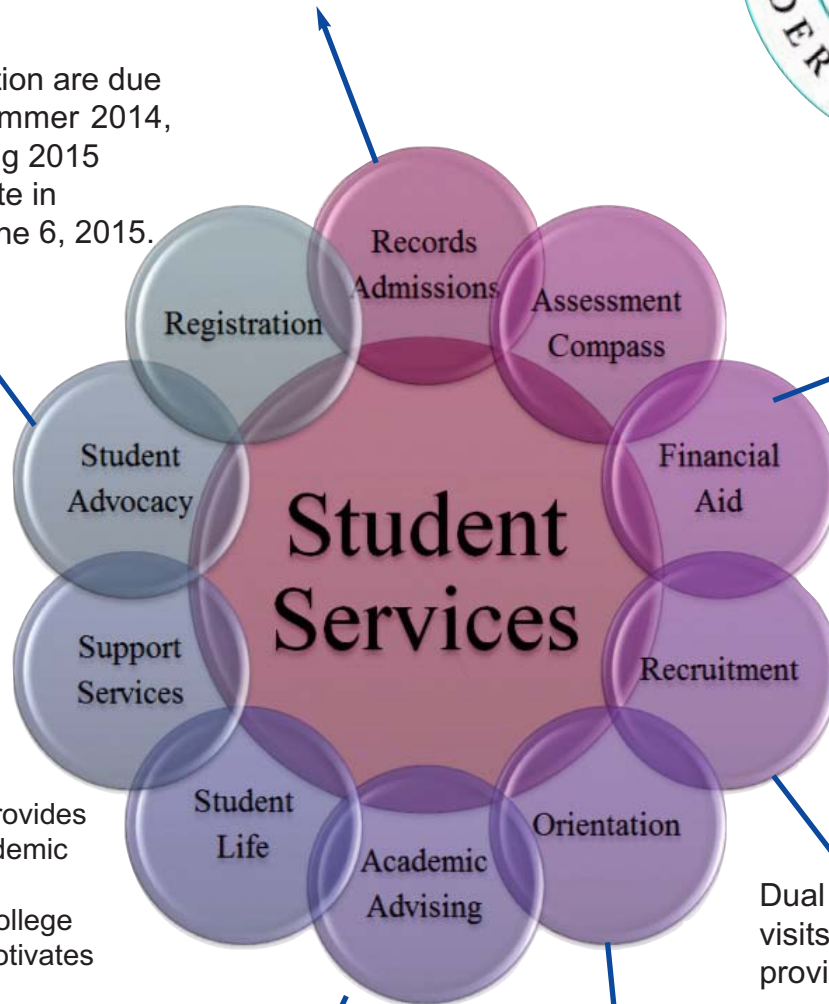 DER
tion are due
mmer 2014,
g 2015
te in
ne 6, 2015.
Records
Admissions
Assessment
Compass
Registration
Student
Advocacy
Financial
Aid
Student
Services
Support
Services
Recruitment
Student
Life
Orientation
Academic
Advising
rovides
demic
ollege
otivates
Dual
visits
provi